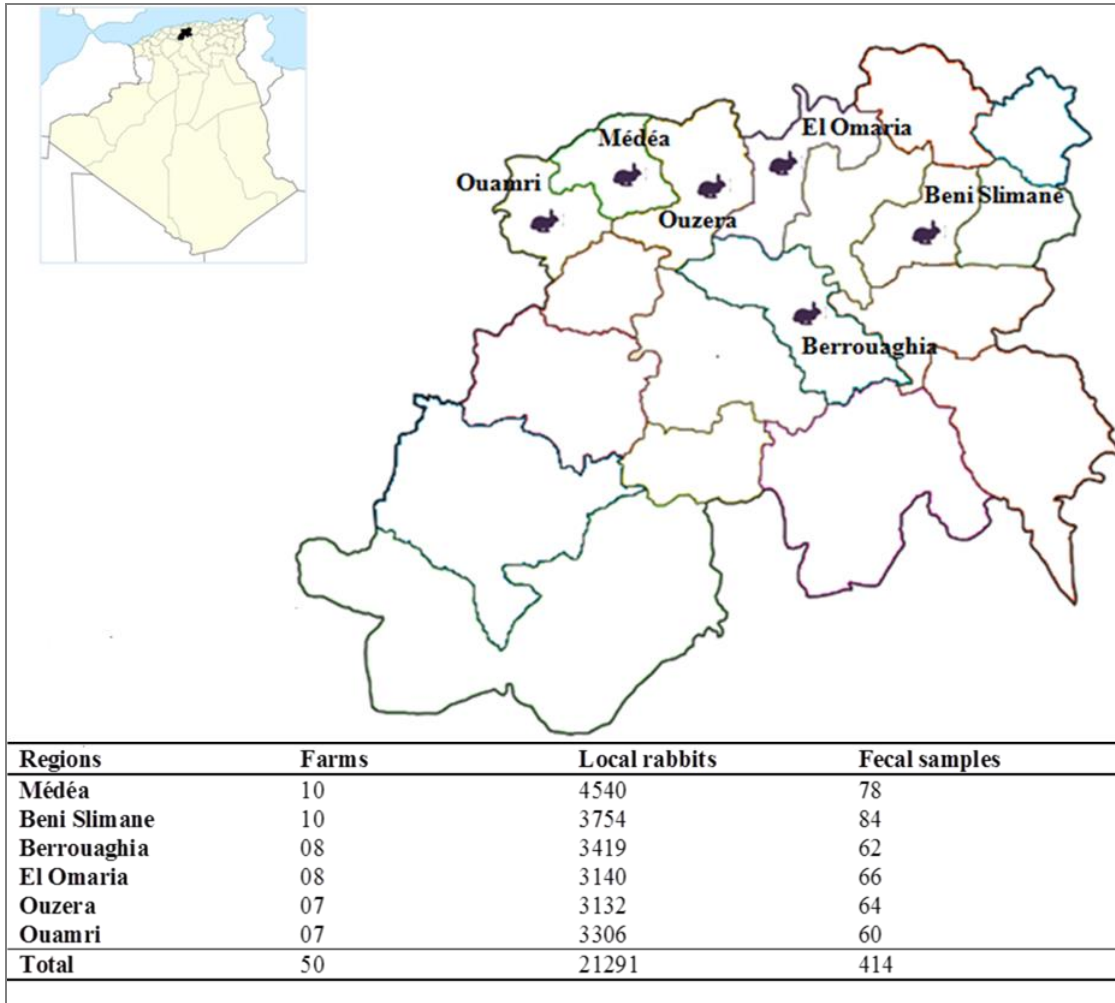 El Omaria
Médéa
Ouamri
Beni Slimane
Ouzera
Berrouaghia
Regions Farms Local rabbits Fecal samples
Médéa 10 4540 78
Beni Slimane 10 3754 84
Berrouaghia 08 3419 62
El Omaria 08 3140 66
Ouzera 07 3132 64
Ouamri 07 3306 60
Total 50 21291 414